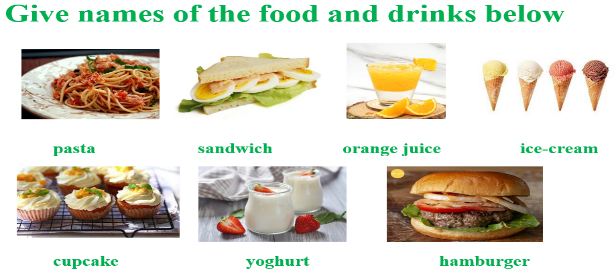 Give names of the food and drinks below
pasta sandwich orange juice ice-cream
cupcake yoghurt hamburger